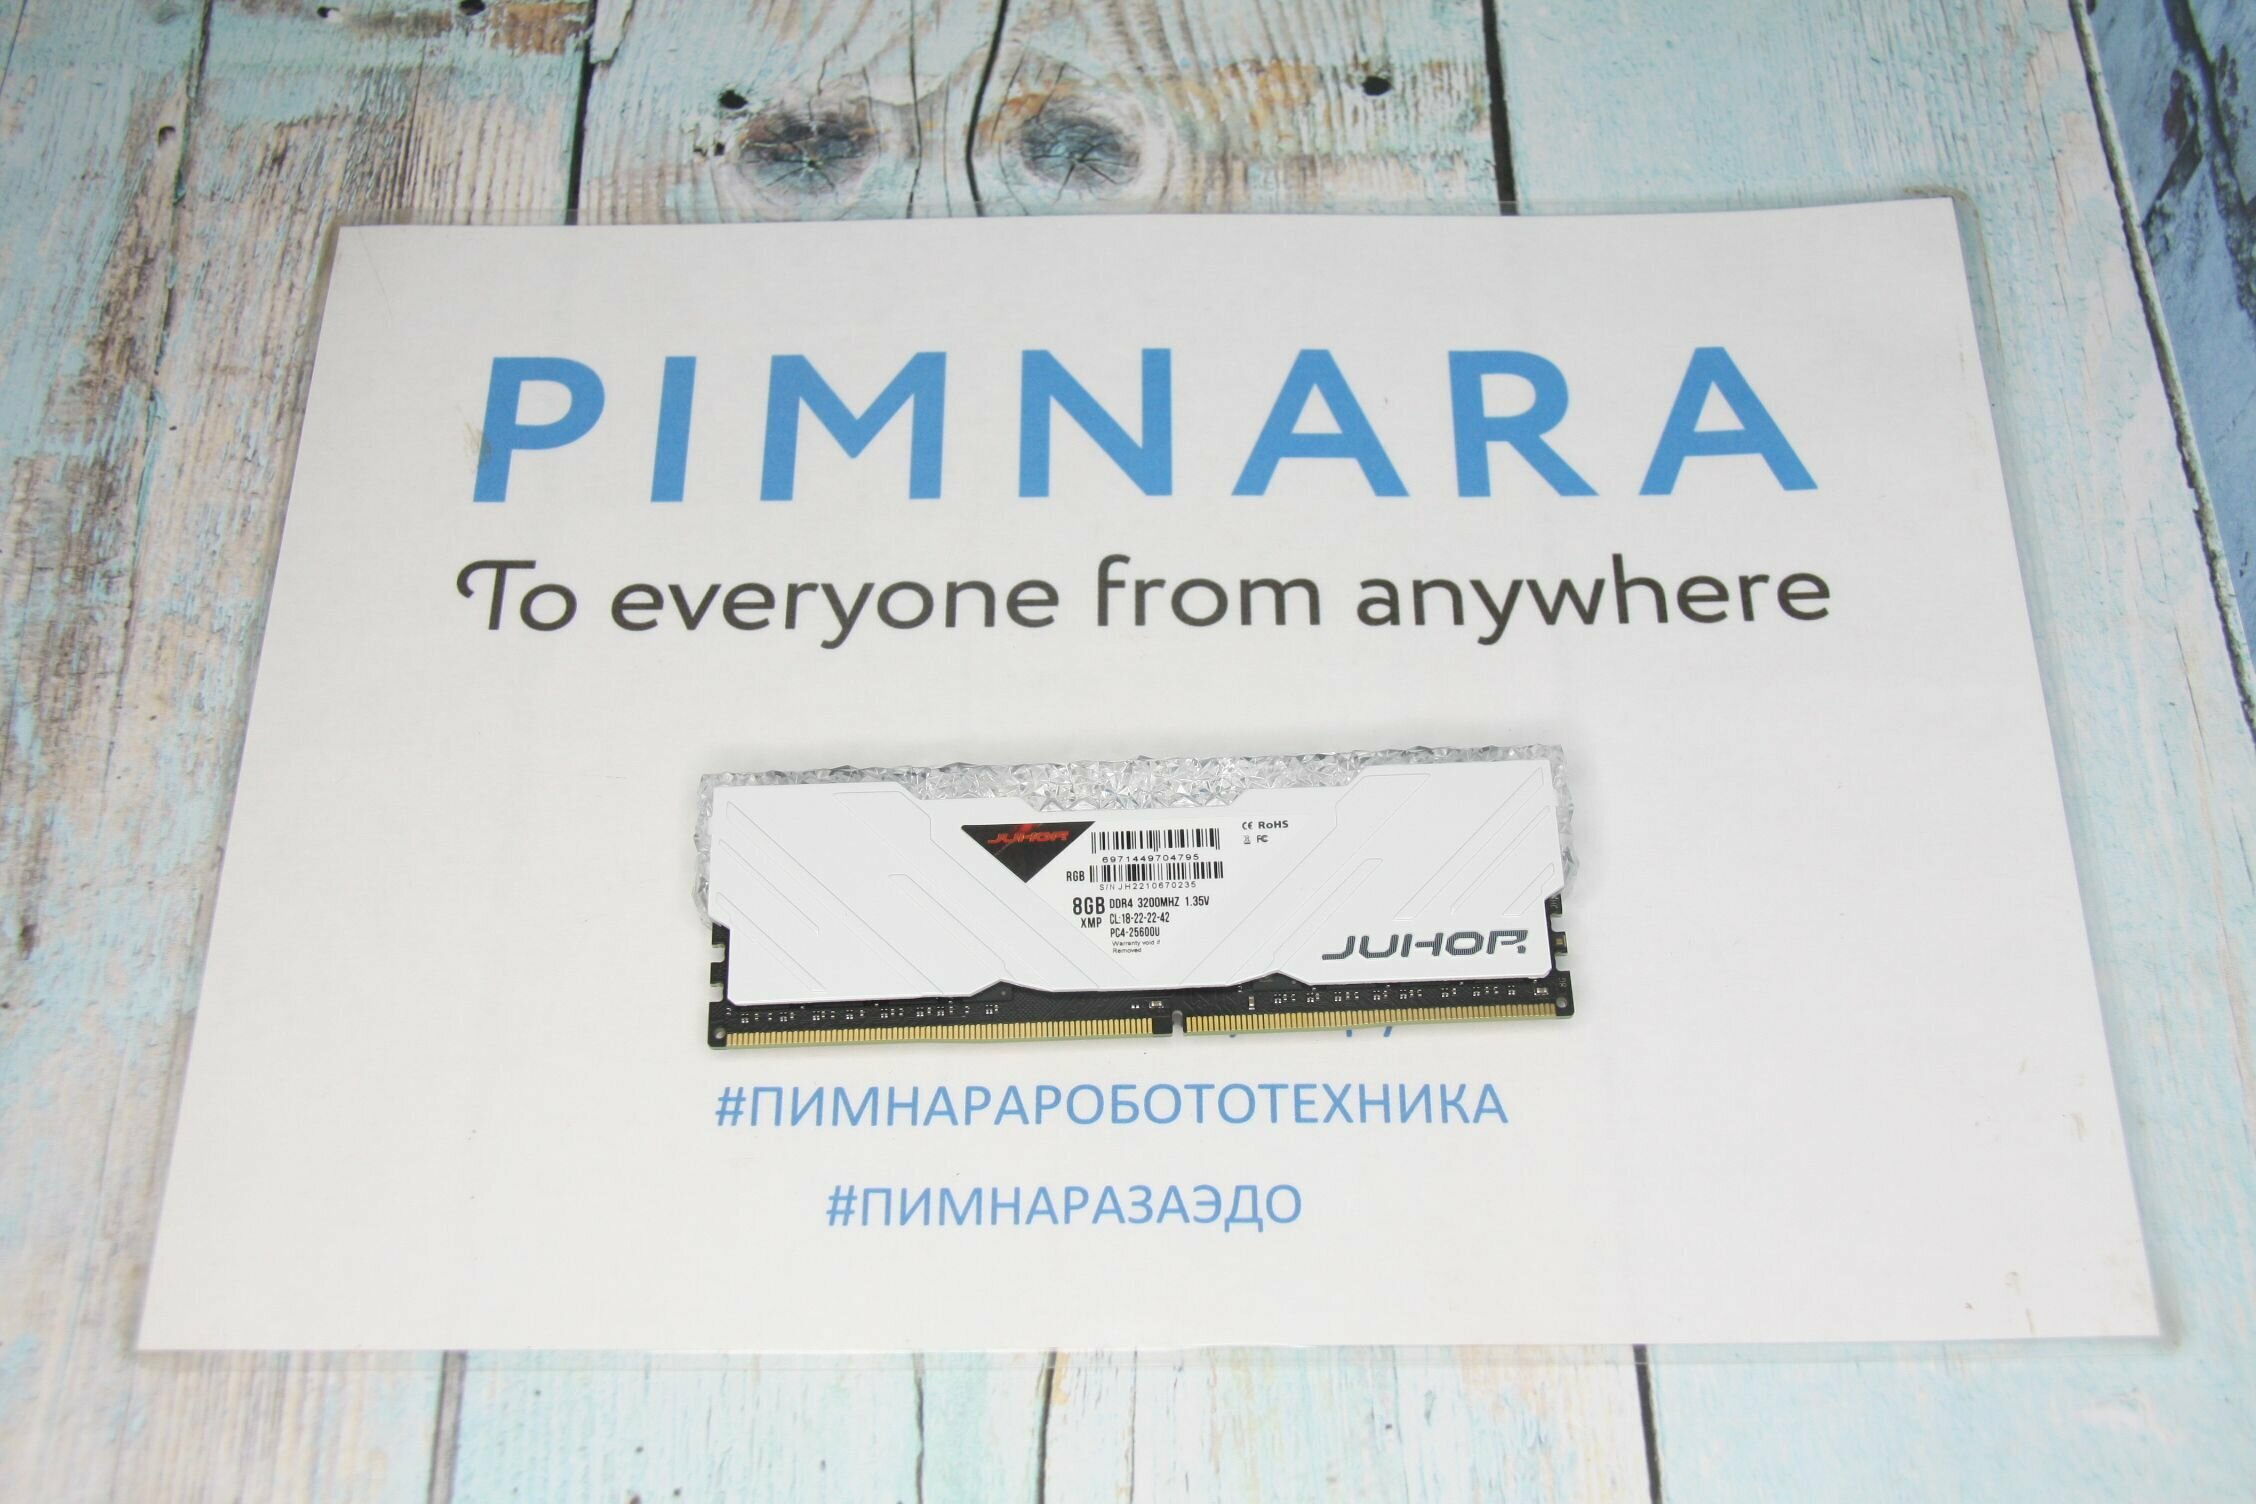 PIMNARA
To everyone from anywhere
JUHOR
CE RoHS
FC
6971449704795
RGB
S/N JH2210670235
8GB DDR4 3200MHZ 1.35V
XMP CL:18-22-22-42
PC4-25600U
Warranty void if
Removed
JUHOR
#ПИМНАРАРОБОТОТЕХНИКА
#ПИМНАРАЗАЭДО